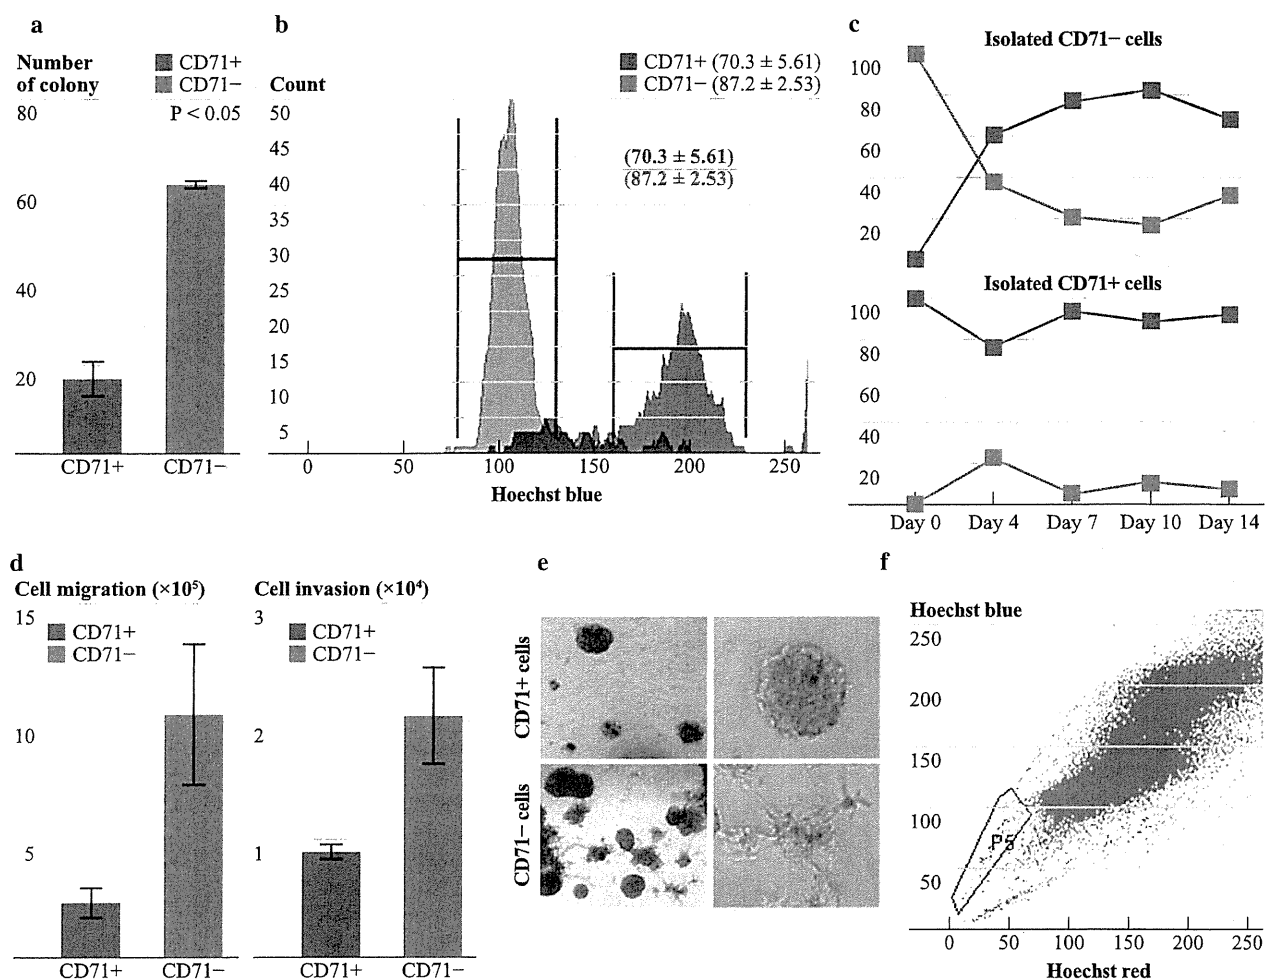 a
Number
of colony
CD71+
CD71−
P < 0.05
80
60
40
20
CD71+ CD71−
b
Count
CD71+ (70.3 ± 5.61)
CD71− (87.2 ± 2.53)
(70.3 ± 5.61)
(87.2 ± 2.53)
50
45
40
35
30
25
20
15
10
5
0 50 100 150 200 250
Hoechst blue
c
Isolated CD71− cells
100
80
60
40
20
Isolated CD71+ cells
100
80
60
40
20
Day 0 Day 4 Day 7 Day 10 Day 14
d
Cell migration (×10⁵)
15
CD71+
CD71−
10
5
CD71+ CD71−
Cell invasion (×10⁴)
3
CD71+
CD71−
2
1
CD71+ CD71−
e
CD71+ cells
CD71− cells
f
Hoechst blue
250
200
150
100
50
P5
0 50 100 150 200 250
Hoechst red